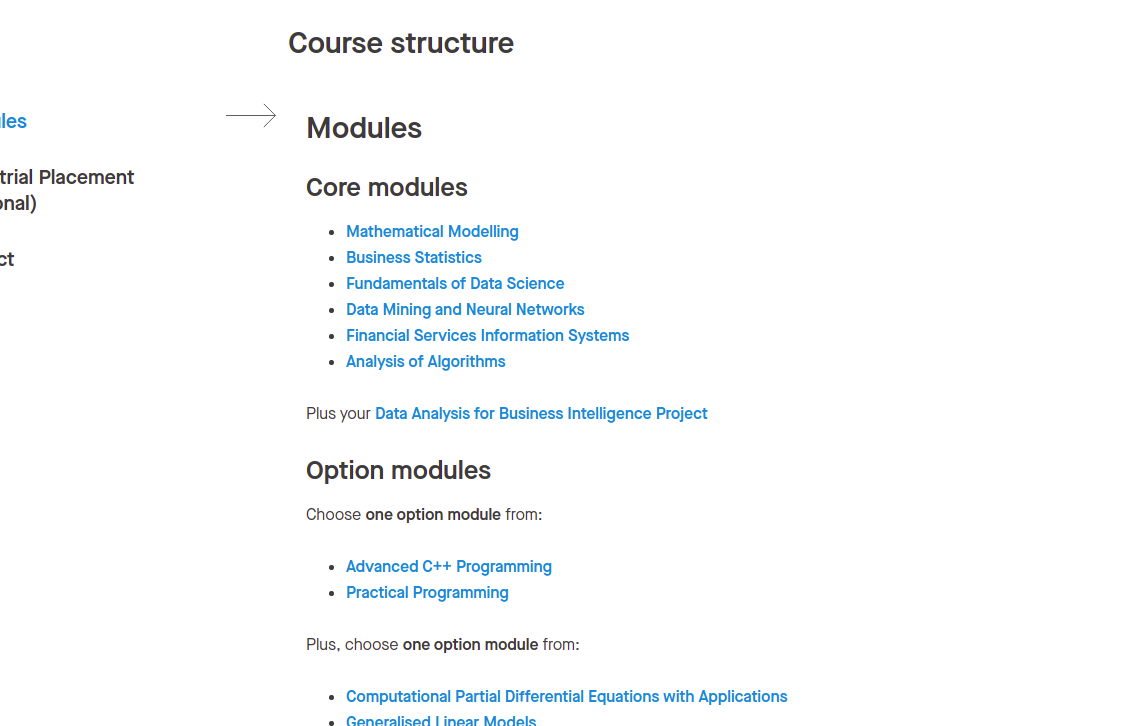 Course structure
les
trial Placement
onal)
ct
Modules
Core modules
Mathematical Modelling
Business Statistics
Fundamentals of Data Science
Data Mining and Neural Networks
Financial Services Information Systems
Analysis of Algorithms
Plus your Data Analysis for Business Intelligence Project
Option modules
Choose one option module from:
Advanced C++ Programming
Practical Programming
Plus, choose one option module from:
Computational Partial Differential Equations with Applications
Generalised Linear Models